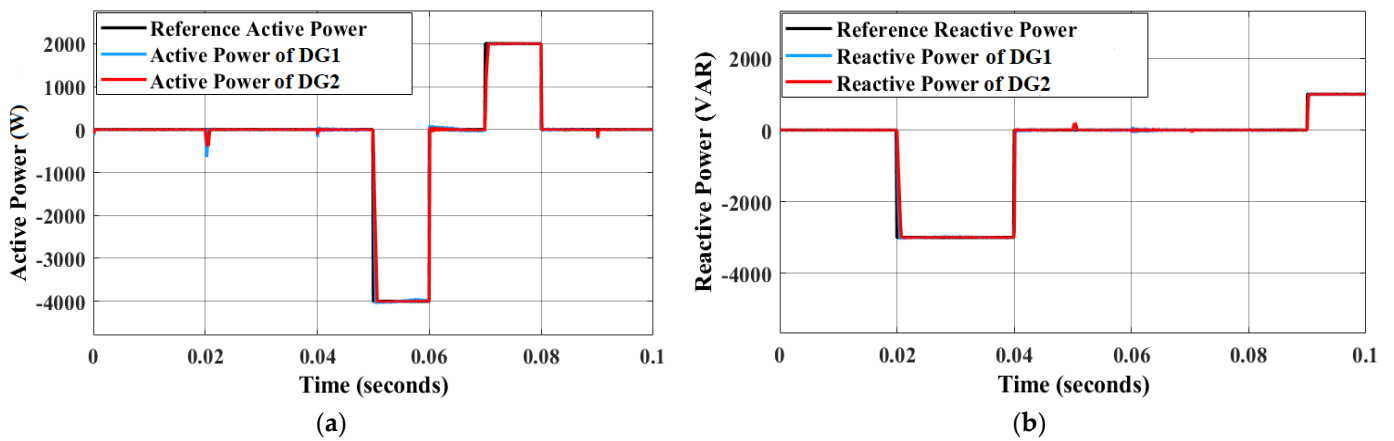 Reference Active Power
Active Power of DG1
Active Power of DG2
2000
1000
0
-1000
-2000
-3000
-4000
Active Power (W)
0
0.02
0.04
0.06
0.08
0.1
Time (seconds)
(a)
Reference Reactive Power
Reactive Power of DG1
Reactive Power of DG2
2000
0
-2000
-4000
Reactive Power (VAR)
0
0.02
0.04
0.06
0.08
0.1
Time (seconds)
(b)